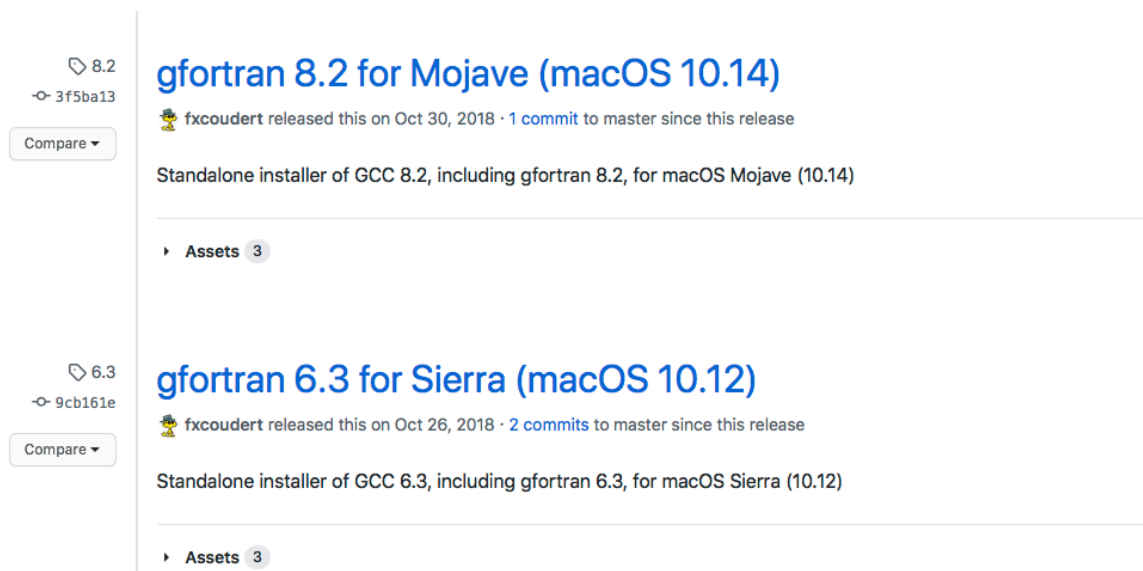 8.2
gfortran 8.2 for Mojave (macOS 10.14)
3f5ba13
fxcoudert released this on Oct 30, 2018 · 1 commit to master since this release
Compare
Standalone installer of GCC 8.2, including gfortran 8.2, for macOS Mojave (10.14)
Assets 3
6.3
gfortran 6.3 for Sierra (macOS 10.12)
9cb161e
fxcoudert released this on Oct 26, 2018 · 2 commits to master since this release
Compare
Standalone installer of GCC 6.3, including gfortran 6.3, for macOS Sierra (10.12)
Assets 3